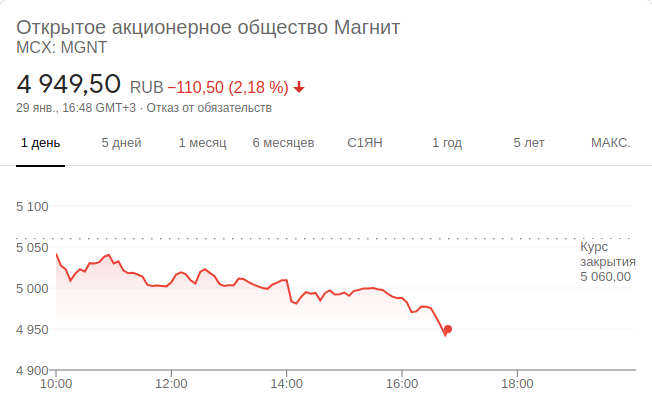 Открытое акционерное общество Магнит
MCX: MGNT
4 949,50 RUB −110,50 (2,18 %)
29 янв., 16:48 GMT+3 · Отказ от обязательств
1 день 5 дней 1 месяц 6 месяцев С1ЯН 1 год 5 лет МАКС.
5 100
5 050
5 000
4 950
4 900
Курс
закрытия
5 060,00
10:00 12:00 14:00 16:00 18:00